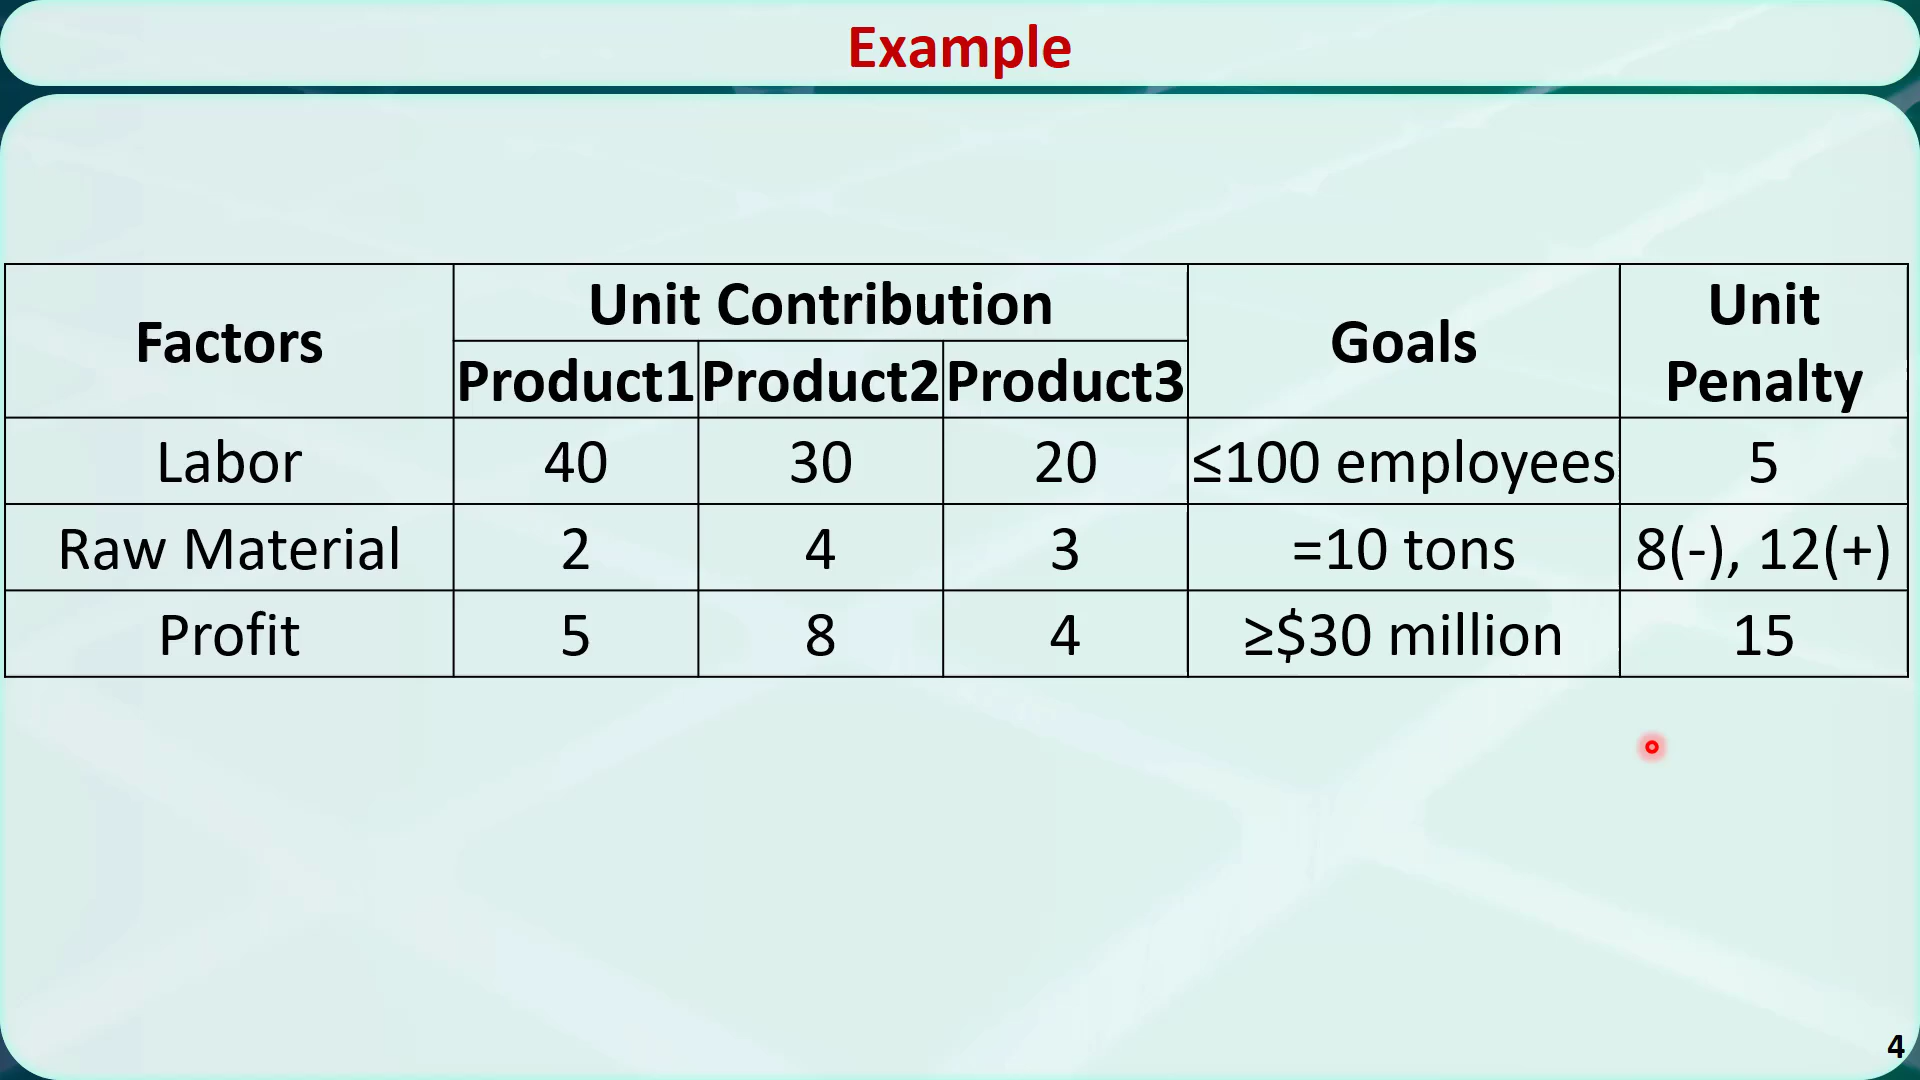 Example
Factors
Unit Contribution
Goals
Unit
Penalty
Product1 Product2 Product3
Labor 40 30 20 ≤100 employees 5
Raw Material 2 4 3 =10 tons 8(-), 12(+)
Profit 5 8 4 ≥$30 million 15
4